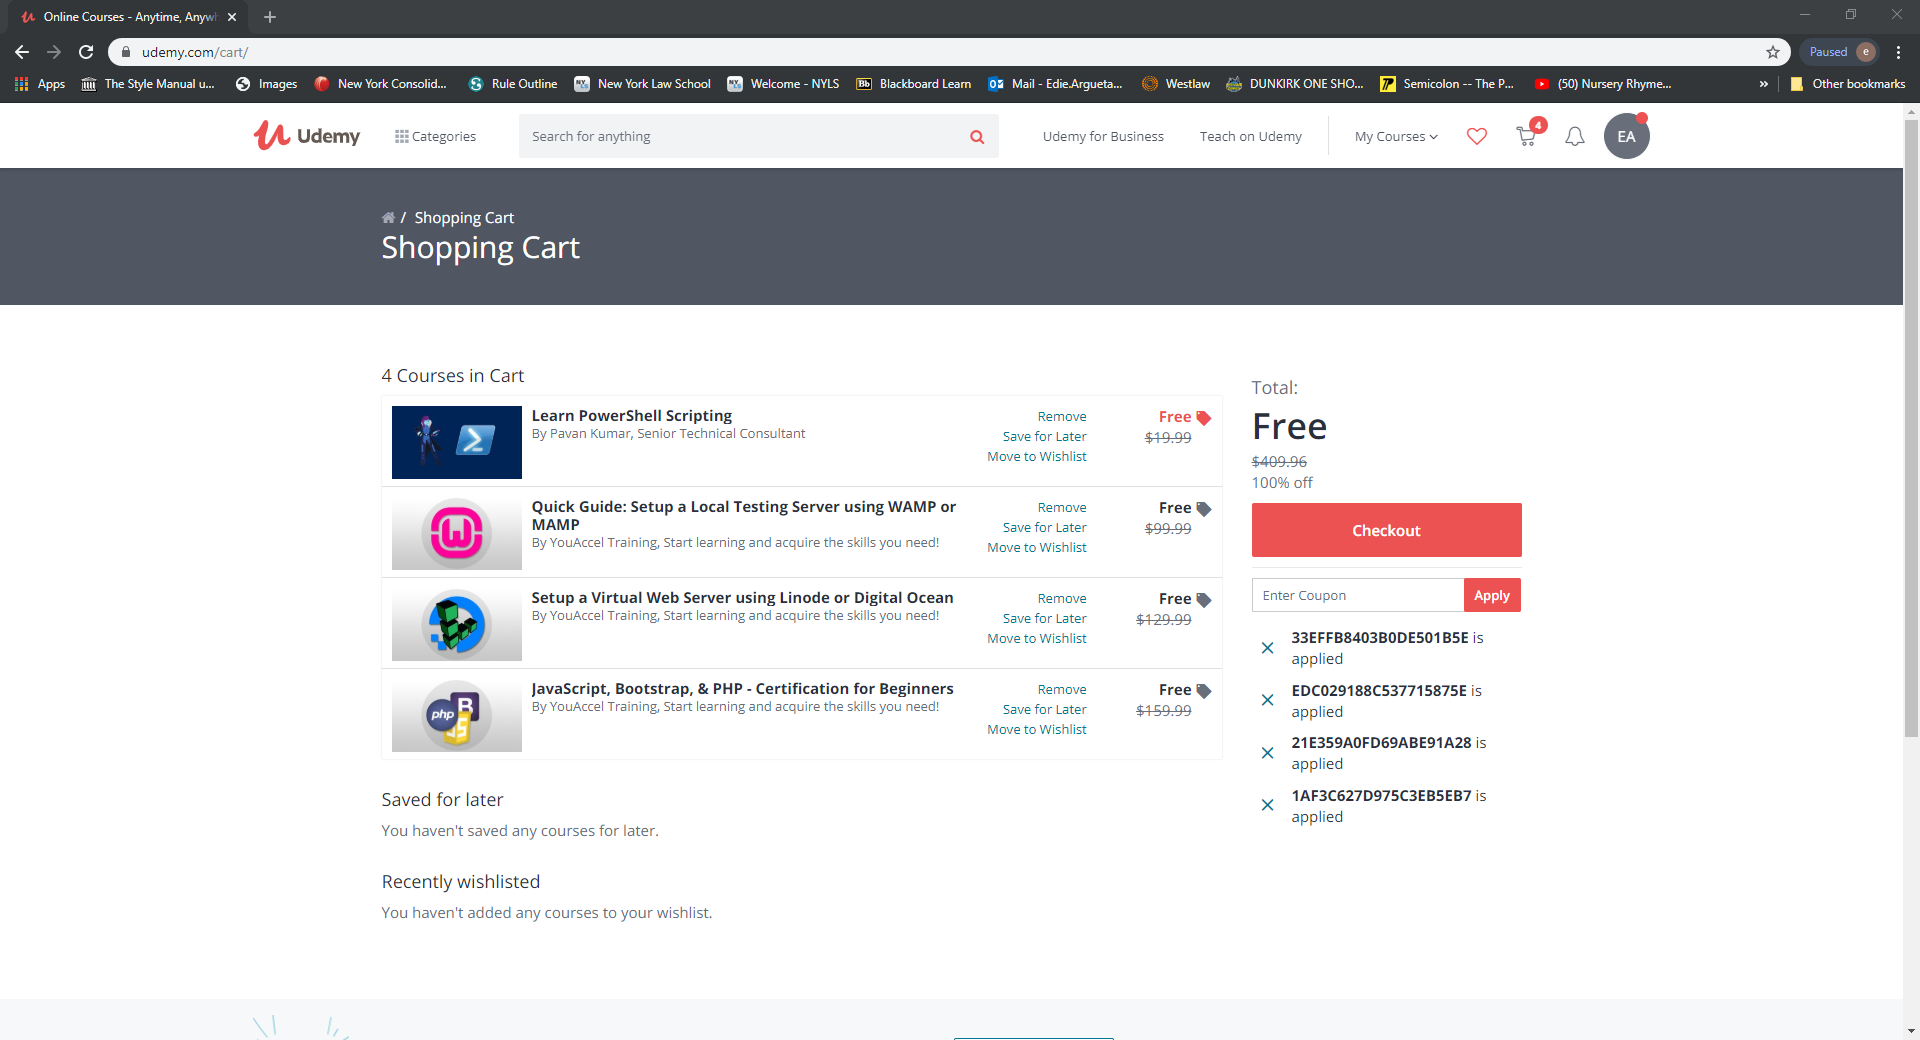 Online Courses - Anytime, Anywh
udemy.com/cart/
Paused e
Apps The Style Manual u... Images New York Consolid... Rule Outline New York Law School Welcome - NYLS Blackboard Learn Mail - Edie.Argueta... Westlaw DUNKIRK ONE SHO... Semicolon -- The P... (50) Nursery Rhyme... » Other bookmarks
Udemy Categories Search for anything Udemy for Business Teach on Udemy My Courses 4 EA
/ Shopping Cart
Shopping Cart
4 Courses in Cart
Learn PowerShell Scripting
By Pavan Kumar, Senior Technical Consultant
Remove
Save for Later
Move to Wishlist
Free
$19.99
Quick Guide: Setup a Local Testing Server using WAMP or
MAMP
By YouAccel Training, Start learning and acquire the skills you need!
Remove
Save for Later
Move to Wishlist
Free
$99.99
Setup a Virtual Web Server using Linode or Digital Ocean
By YouAccel Training, Start learning and acquire the skills you need!
Remove
Save for Later
Move to Wishlist
Free
$129.99
php B JS
JavaScript, Bootstrap, & PHP - Certification for Beginners
By YouAccel Training, Start learning and acquire the skills you need!
Remove
Save for Later
Move to Wishlist
Free
$159.99
Saved for later
You haven't saved any courses for later.
Recently wishlisted
You haven't added any courses to your wishlist.
Total:
Free
$409.96
100% off
Checkout
Enter Coupon Apply
33EFFB8403B0DE501B5E is
applied
EDC029188C537715875E is
applied
21E359A0FD69ABE91A28 is
applied
1AF3C627D975C3EB5EB7 is
applied